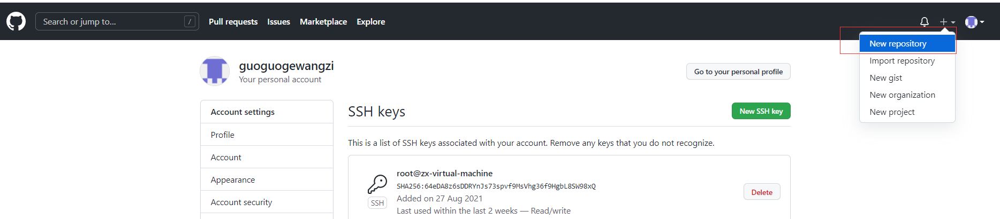 Search or jump to...
/
Pull requests
Issues
Marketplace
Explore
New repository
Import repository
New gist
New organization
New project
guoguogewangzi
Your personal account
Go to your personal profile
Account settings
Profile
Account
Appearance
Account security
SSH keys
New SSH key
This is a list of SSH keys associated with your account. Remove any keys that you do not recognize.
root@zx-virtual-machine
SHA256:64eDA8z6sDDRYnJs73spvf9MsVhg36f9HgbL8SW98xQ
SSH
Added on 27 Aug 2021
Last used within the last 2 weeks — Read/write
Delete